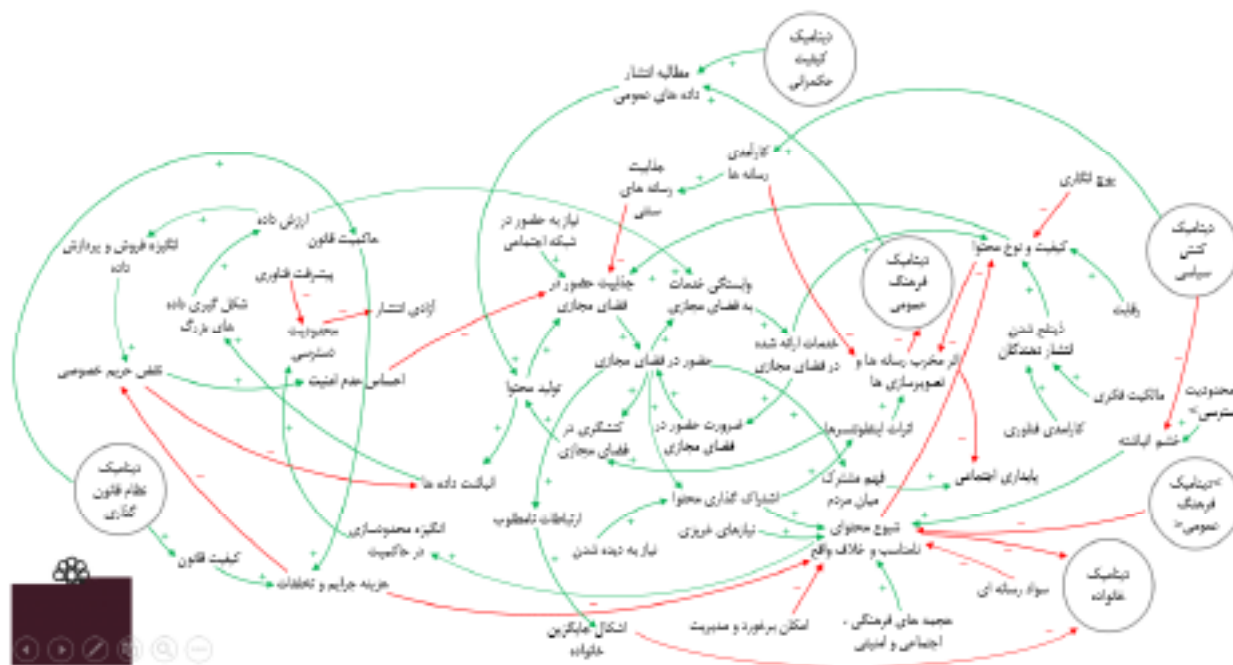 دینامیک
کیفیت
حکمرانی
مطالبه انتشار
داده های عمومی
کارآمدی
رسانه ها
جذابیت
رسانه های
سنتی
پوچ انگاری
ارزش داده
انگیزه فروش و پردازش
داده
حاکمیت قانون
نیاز به حضور در
شبکه اجتماعی
دینامیک
فرهنگ
عمومی
کیفیت و نوع محتوا
دینامیک
کنش
سیاسی
پیشرفت فناوری
شکل گیری داده
های بزرگ
محدودیت
دسترسی
آزادی انتشار
جذابیت حضور در
فضای مجازی
وابستگی خدمات
به فضای مجازی
رقابت
ذینفع شدن
انتشار دهندگان
نقض حریم خصوصی
احساس عدم امنیت
تولید محتوا
حضور در فضای مجازی
خدمات ارائه شده
در فضای مجازی
اثر مخرب رسانه ها و
تصویرسازی ها
مالکیت فکری
محدودیت
دسترسی>
کارآمدی فناوری
خشم انباشته
کنشگری در
فضای مجازی
ضرورت حضور در
فضای مجازی
اثرات اینفلوئنسرها
دینامیک
نظام قانون
گذاری
انباشت داده ها
ارتباطات نامطلوب
اشتراک گذاری محتوا
فهم مشترک
میان مردم
پایداری اجتماعی
>دینامیک
فرهنگ
عمومی<
انگیزه محدودسازی
در حاکمیت
نیاز به دیده شدن
نیازهای غریزی
شیوع محتوای
نامناسب و خلاف واقع
کیفیت قانون
هزینه جرایم و تخلفات
سواد رسانه ای
دینامیک
خانواده
اشکال جایگزین
خانواده
امکان برخورد و مدیریت
هجمه های فرهنگی ،
اجتماعی و امنیتی